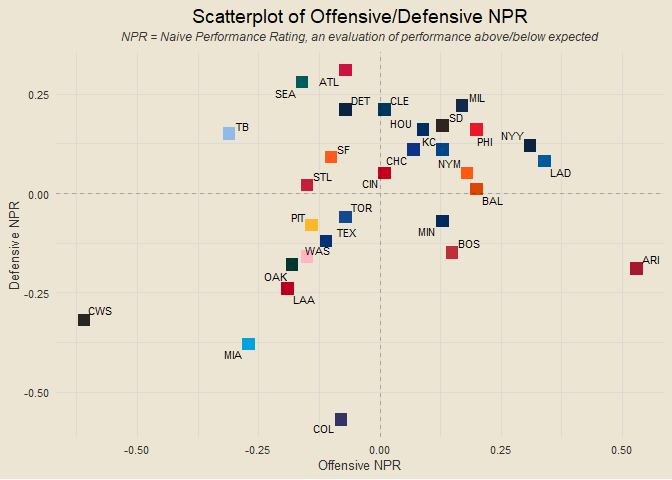 Scatterplot of Offensive/Defensive NPR
NPR = Naive Performance Rating, an evaluation of performance above/below expected
ATL
SEA
DET
CLE
MIL
TB
HOU
SD
KC
PHI
NYY
SF
CHC
NYM
LAD
STL
CIN
BAL
PIT
TOR
TEX
MIN
WAS
BOS
OAK
ARI
LAA
CWS
MIA
COL
0.25
0.00
-0.25
-0.50
Defensive NPR
-0.50
-0.25
0.00
0.25
0.50
Offensive NPR